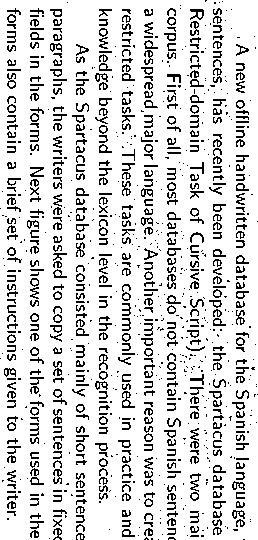 A new offline handwritten database for the Spanish language,
sentences, has recently been developed: the Spartacus database
Restricted-domain Task of Cursive Script). There were two mai
corpus. First of all, most databases do not contain Spanish senten
a widespread major language. Another important reason was to cre
restricted tasks. These tasks are commonly used in practice and
knowledge beyond the lexicon level in the recognition process.
As the Spartacus database consisted mainly of short sentence
paragraphs, the writers were asked to copy a set of sentences in fixe
fields in the forms. Next figure shows one of the forms used in the
forms also contain a brief set of instructions given to the writer.